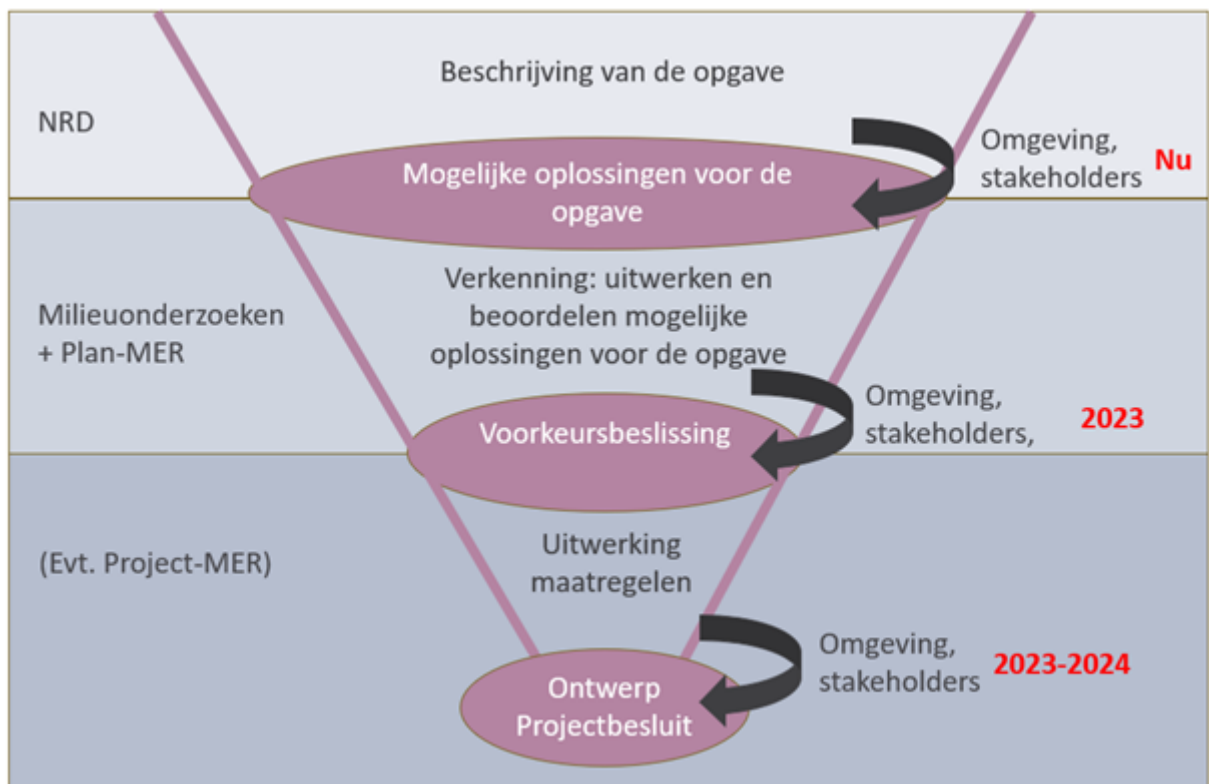 Beschrijving van de opgave
NRD
Mogelijke oplossingen voor de
opgave
Omgeving,
stakeholders
Nu
Verkenning: uitwerken en
beoordelen mogelijke
oplossingen voor de opgave
Milieuonderzoeken
+ Plan-MER
Voorkeursbeslissing
Omgeving,
stakeholders,
2023
(Evt. Project-MER)
Uitwerking
maatregelen
Omgeving,
stakeholders
2023-2024
Ontwerp
Projectbesluit